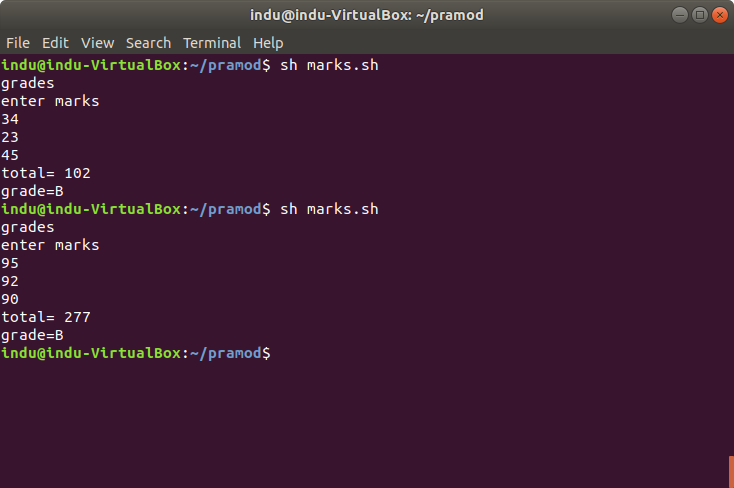 indu@indu-VirtualBox: ~/pramod
File Edit View Search Terminal Help
indu@indu-VirtualBox:~/pramod$ sh marks.sh
grades
enter marks
34
23
45
total= 102
grade=B
indu@indu-VirtualBox:~/pramod$ sh marks.sh
grades
enter marks
95
92
90
total= 277
grade=B
indu@indu-VirtualBox:~/pramod$